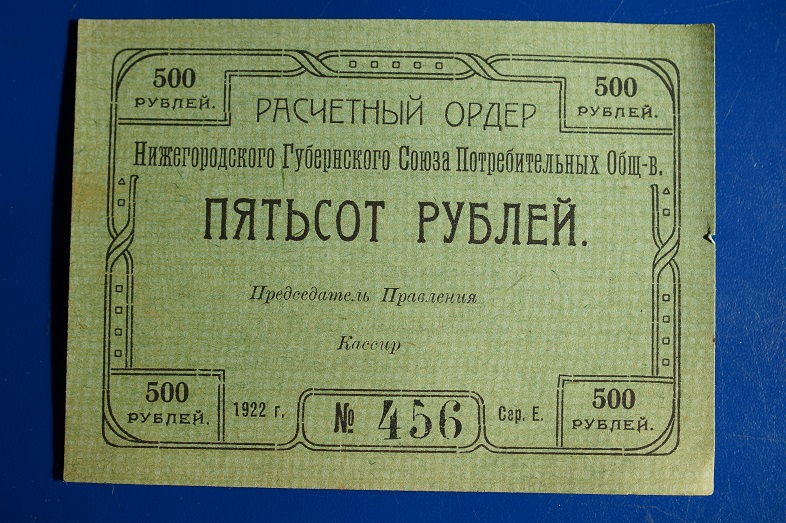 500 РУБЛЕЙ.
500 РУБЛЕЙ.
РАСЧЕТНЫЙ ОРДЕР
Нижегородского Губернского Союза Потребительных Общ-в.
ПЯТЬСОТ РУБЛЕЙ.
Председатель Правления
Кассир
500 РУБЛЕЙ.
1922 г.
№ 456
Сер. Е.
500 РУБЛЕЙ.